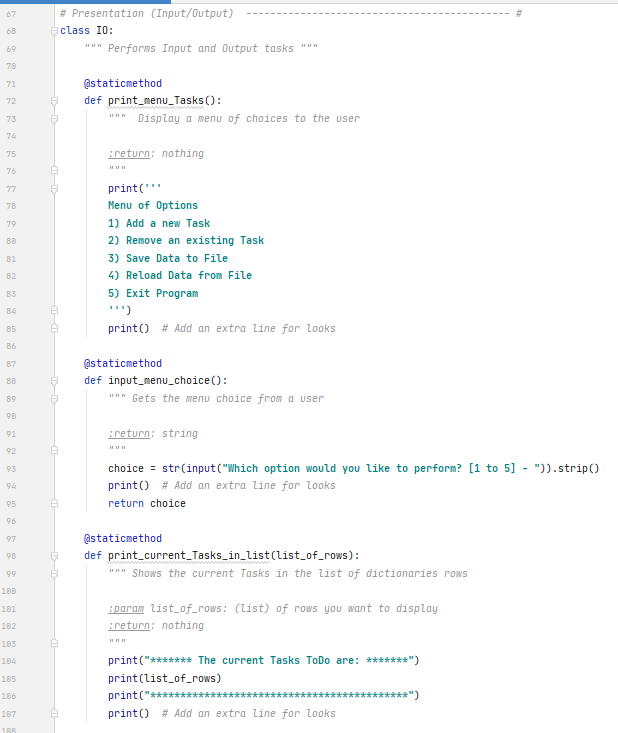 67 # Presentation (Input/Output)  -------------------------------------------- #
68 class IO:
69     """ Performs Input and Output tasks """
70
71     @staticmethod
72     def print_menu_Tasks():
73         """  Display a menu of choices to the user
74
75         :return: nothing
76         """
77         print('''
78         Menu of Options
79         1) Add a new Task
80         2) Remove an existing Task
81         3) Save Data to File
82         4) Reload Data from File
83         5) Exit Program
84         ''')
85         print()  # Add an extra line for looks
86
87     @staticmethod
88     def input_menu_choice():
89         """ Gets the menu choice from a user
90
91         :return: string
92         """
93         choice = str(input("Which option would you like to perform? [1 to 5] - ")).strip()
94         print()  # Add an extra line for looks
95         return choice
96
97     @staticmethod
98     def print_current_Tasks_in_list(list_of_rows):
99         """ Shows the current Tasks in the list of dictionaries rows
100
101         :param list_of_rows: (list) of rows you want to display
102         :return: nothing
103         """
104         print("******* The current Tasks ToDo are: *******")
105         print(list_of_rows)
106         print("*******************************************")
107         print()  # Add an extra line for looks
108